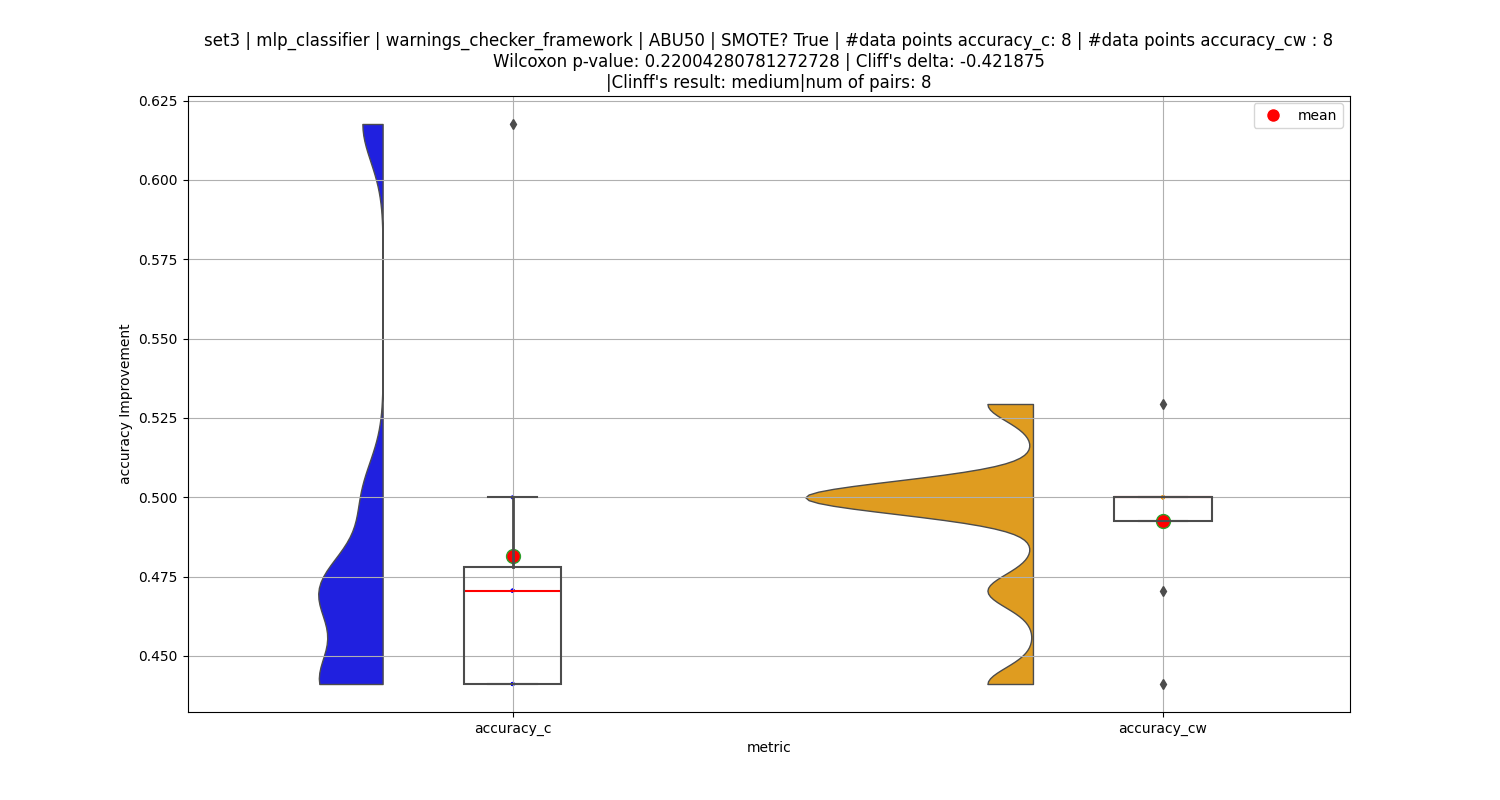 set3 | mlp_classifier | warnings_checker_framework | ABU50 | SMOTE? True | #data points accuracy_c: 8 | #data points accuracy_cw : 8
Wilcoxon p-value: 0.22004280781272728 | Cliff's delta: -0.421875
|Clinff's result: medium|num of pairs: 8
mean
0.625
0.600
0.575
0.550
0.525
0.500
0.475
0.450
accuracy Improvement
accuracy_c
accuracy_cw
metric